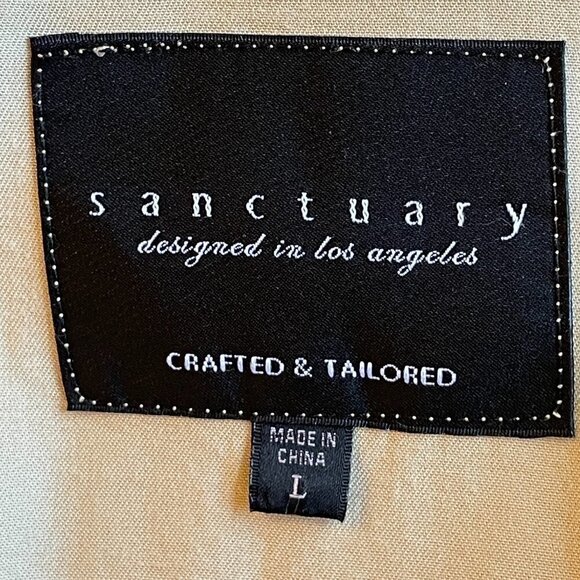 sanctuary
designed in los angeles
CRAFTED & TAILORED
MADE IN
CHINA
L